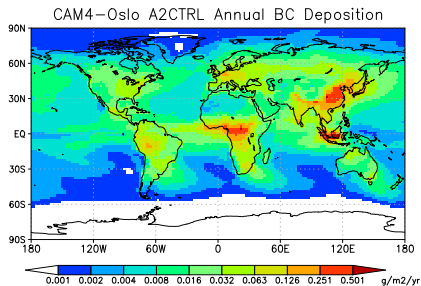 CAM4-Oslo A2CTRL Annual BC Deposition
90N
60N
30N
EQ
30S
60S
90S
180 120W 60W 0 60E 120E 180
0.001 0.002 0.004 0.008 0.016 0.032 0.063 0.126 0.251 0.501 g/m2/yr